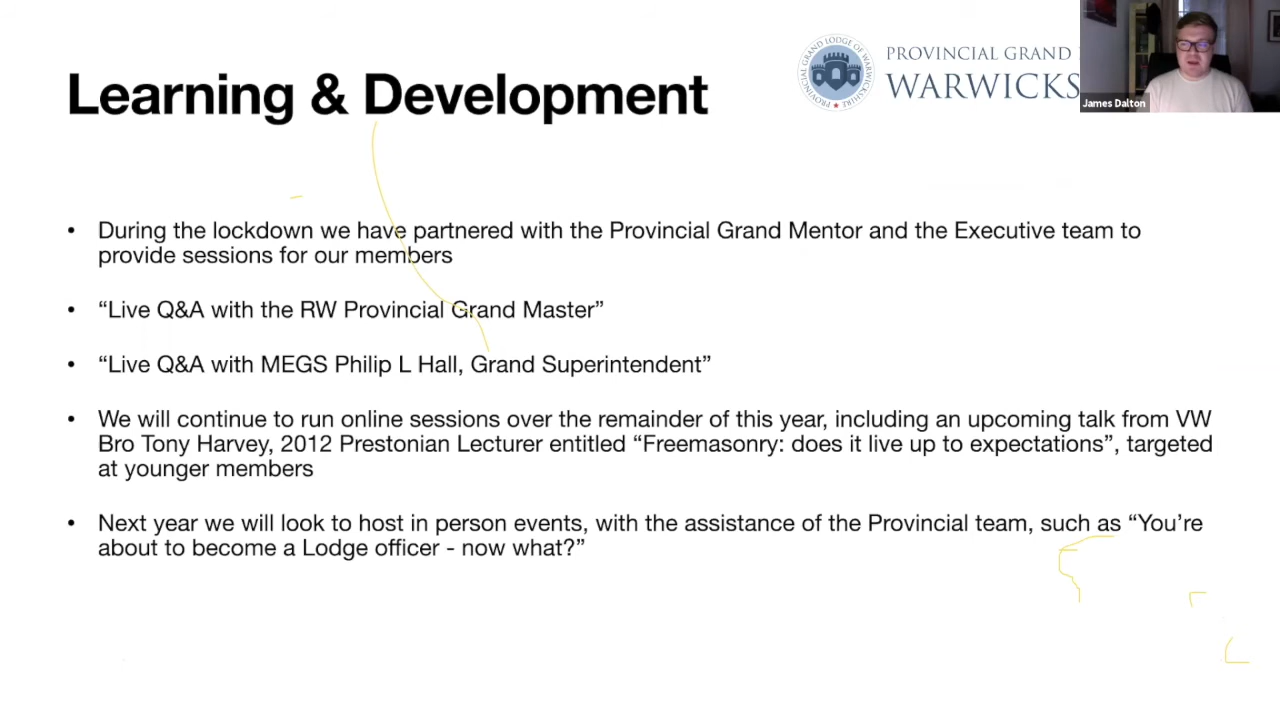 Learning & Development
PROVINCIAL GRAND LODGE OF WARWICKSHIRE
PROVINCIAL GRAND
WARWICKS
James Dalton
• During the lockdown we have partnered with the Provincial Grand Mentor and the Executive team to
provide sessions for our members
• “Live Q&A with the RW Provincial Grand Master”
• “Live Q&A with MEGS Philip L Hall, Grand Superintendent”
• We will continue to run online sessions over the remainder of this year, including an upcoming talk from VW
Bro Tony Harvey, 2012 Prestonian Lecturer entitled “Freemasonry: does it live up to expectations”, targeted
at younger members
• Next year we will look to host in person events, with the assistance of the Provincial team, such as “You’re
about to become a Lodge officer - now what?”